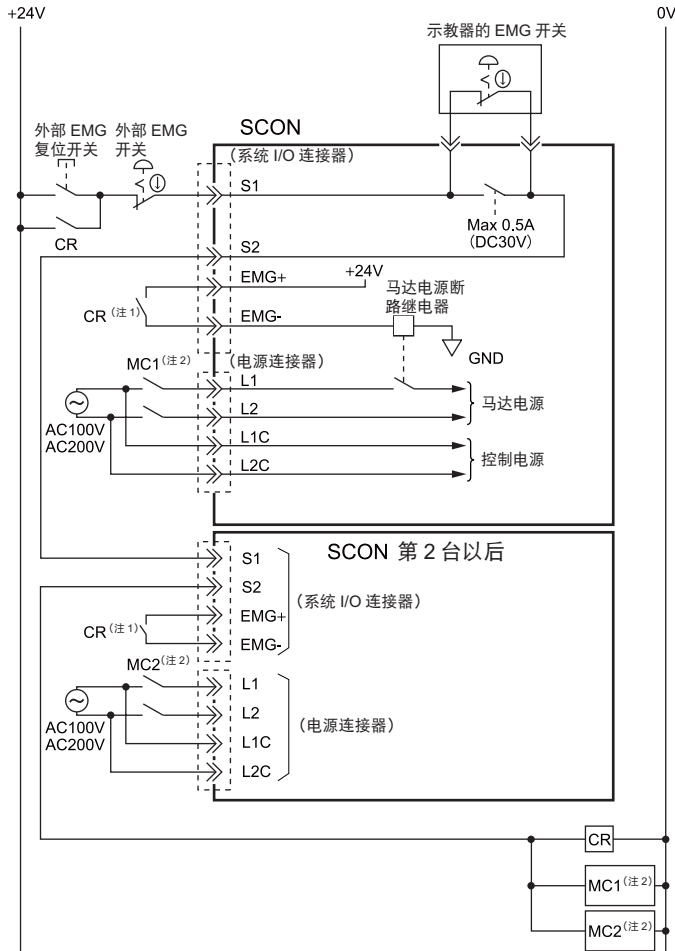 +24V
0V
示教器的 EMG 开关
外部 EMG
复位开关
外部 EMG
开关
SCON
（系统 I/O 连接器）
S1
CR
Max 0.5A
（DC30V）
S2
EMG+
+24V
马达电源断
路继电器
CR（注 1）
EMG-
GND
MC1（注 2）
（电源连接器）
L1
L2
马达电源
AC100V
AC200V
L1C
控制电源
L2C
SCON 第 2 台以后
S1
S2
（系统 I/O 连接器）
EMG+
CR（注 1）
EMG-
MC2（注 2）
L1
L2
（电源连接器）
AC100V
AC200V
L1C
L2C
CR
MC1（注 2）
MC2（注 2）